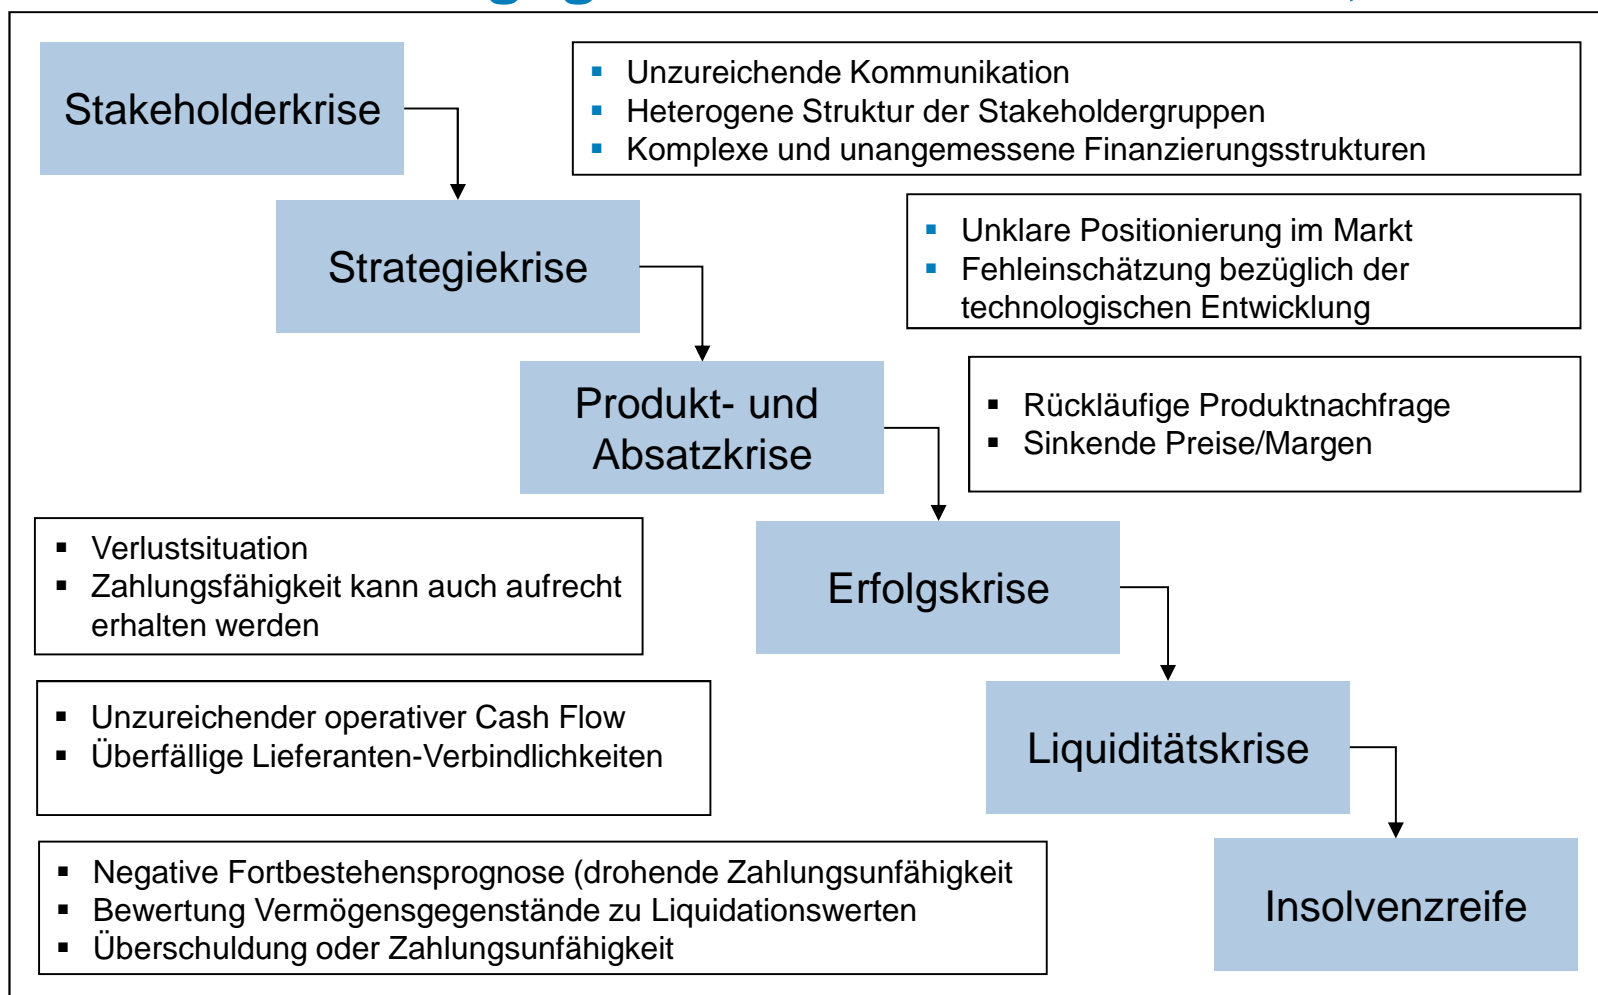 Stakeholderkrise
▪ Unzureichende Kommunikation
▪ Heterogene Struktur der Stakeholdergruppen
▪ Komplexe und unangemessene Finanzierungsstrukturen
Strategiekrise
▪ Unklare Positionierung im Markt
▪ Fehleinschätzung bezüglich der
technologischen Entwicklung
Produkt- und
Absatzkrise
▪ Rückläufige Produktnachfrage
▪ Sinkende Preise/Margen
▪ Verlustsituation
▪ Zahlungsfähigkeit kann auch aufrecht
erhalten werden
Erfolgskrise
▪ Unzureichender operativer Cash Flow
▪ Überfällige Lieferanten-Verbindlichkeiten
Liquiditätskrise
▪ Negative Fortbestehensprognose (drohende Zahlungsunfähigkeit
▪ Bewertung Vermögensgegenstände zu Liquidationswerten
▪ Überschuldung oder Zahlungsunfähigkeit
Insolvenzreife